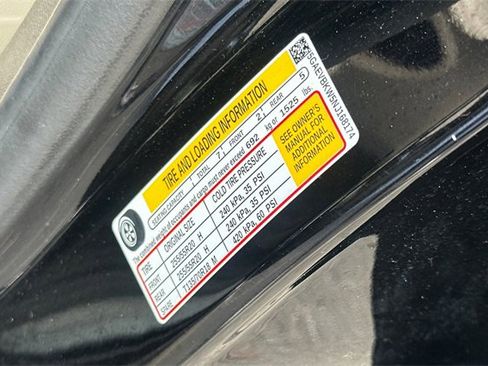 5GAEVBKW5NJ168174
TIRE AND LOADING INFORMATION
SEATING CAPACITY | TOTAL 7 | FRONT 2 | REAR 5
The combined weight of occupants and cargo must never exceed 692 kg or 1525 lbs.
TIRE ORIGINAL SIZE COLD TIRE PRESSURE
FRONT 255/55R20 H 240 kPa, 35 PSI
REAR 255/55R20 H 240 kPa, 35 PSI
SPARE T135/70R18 M 420 kPa, 60 PSI
SEE OWNER'S
MANUAL FOR
ADDITIONAL
INFORMATION